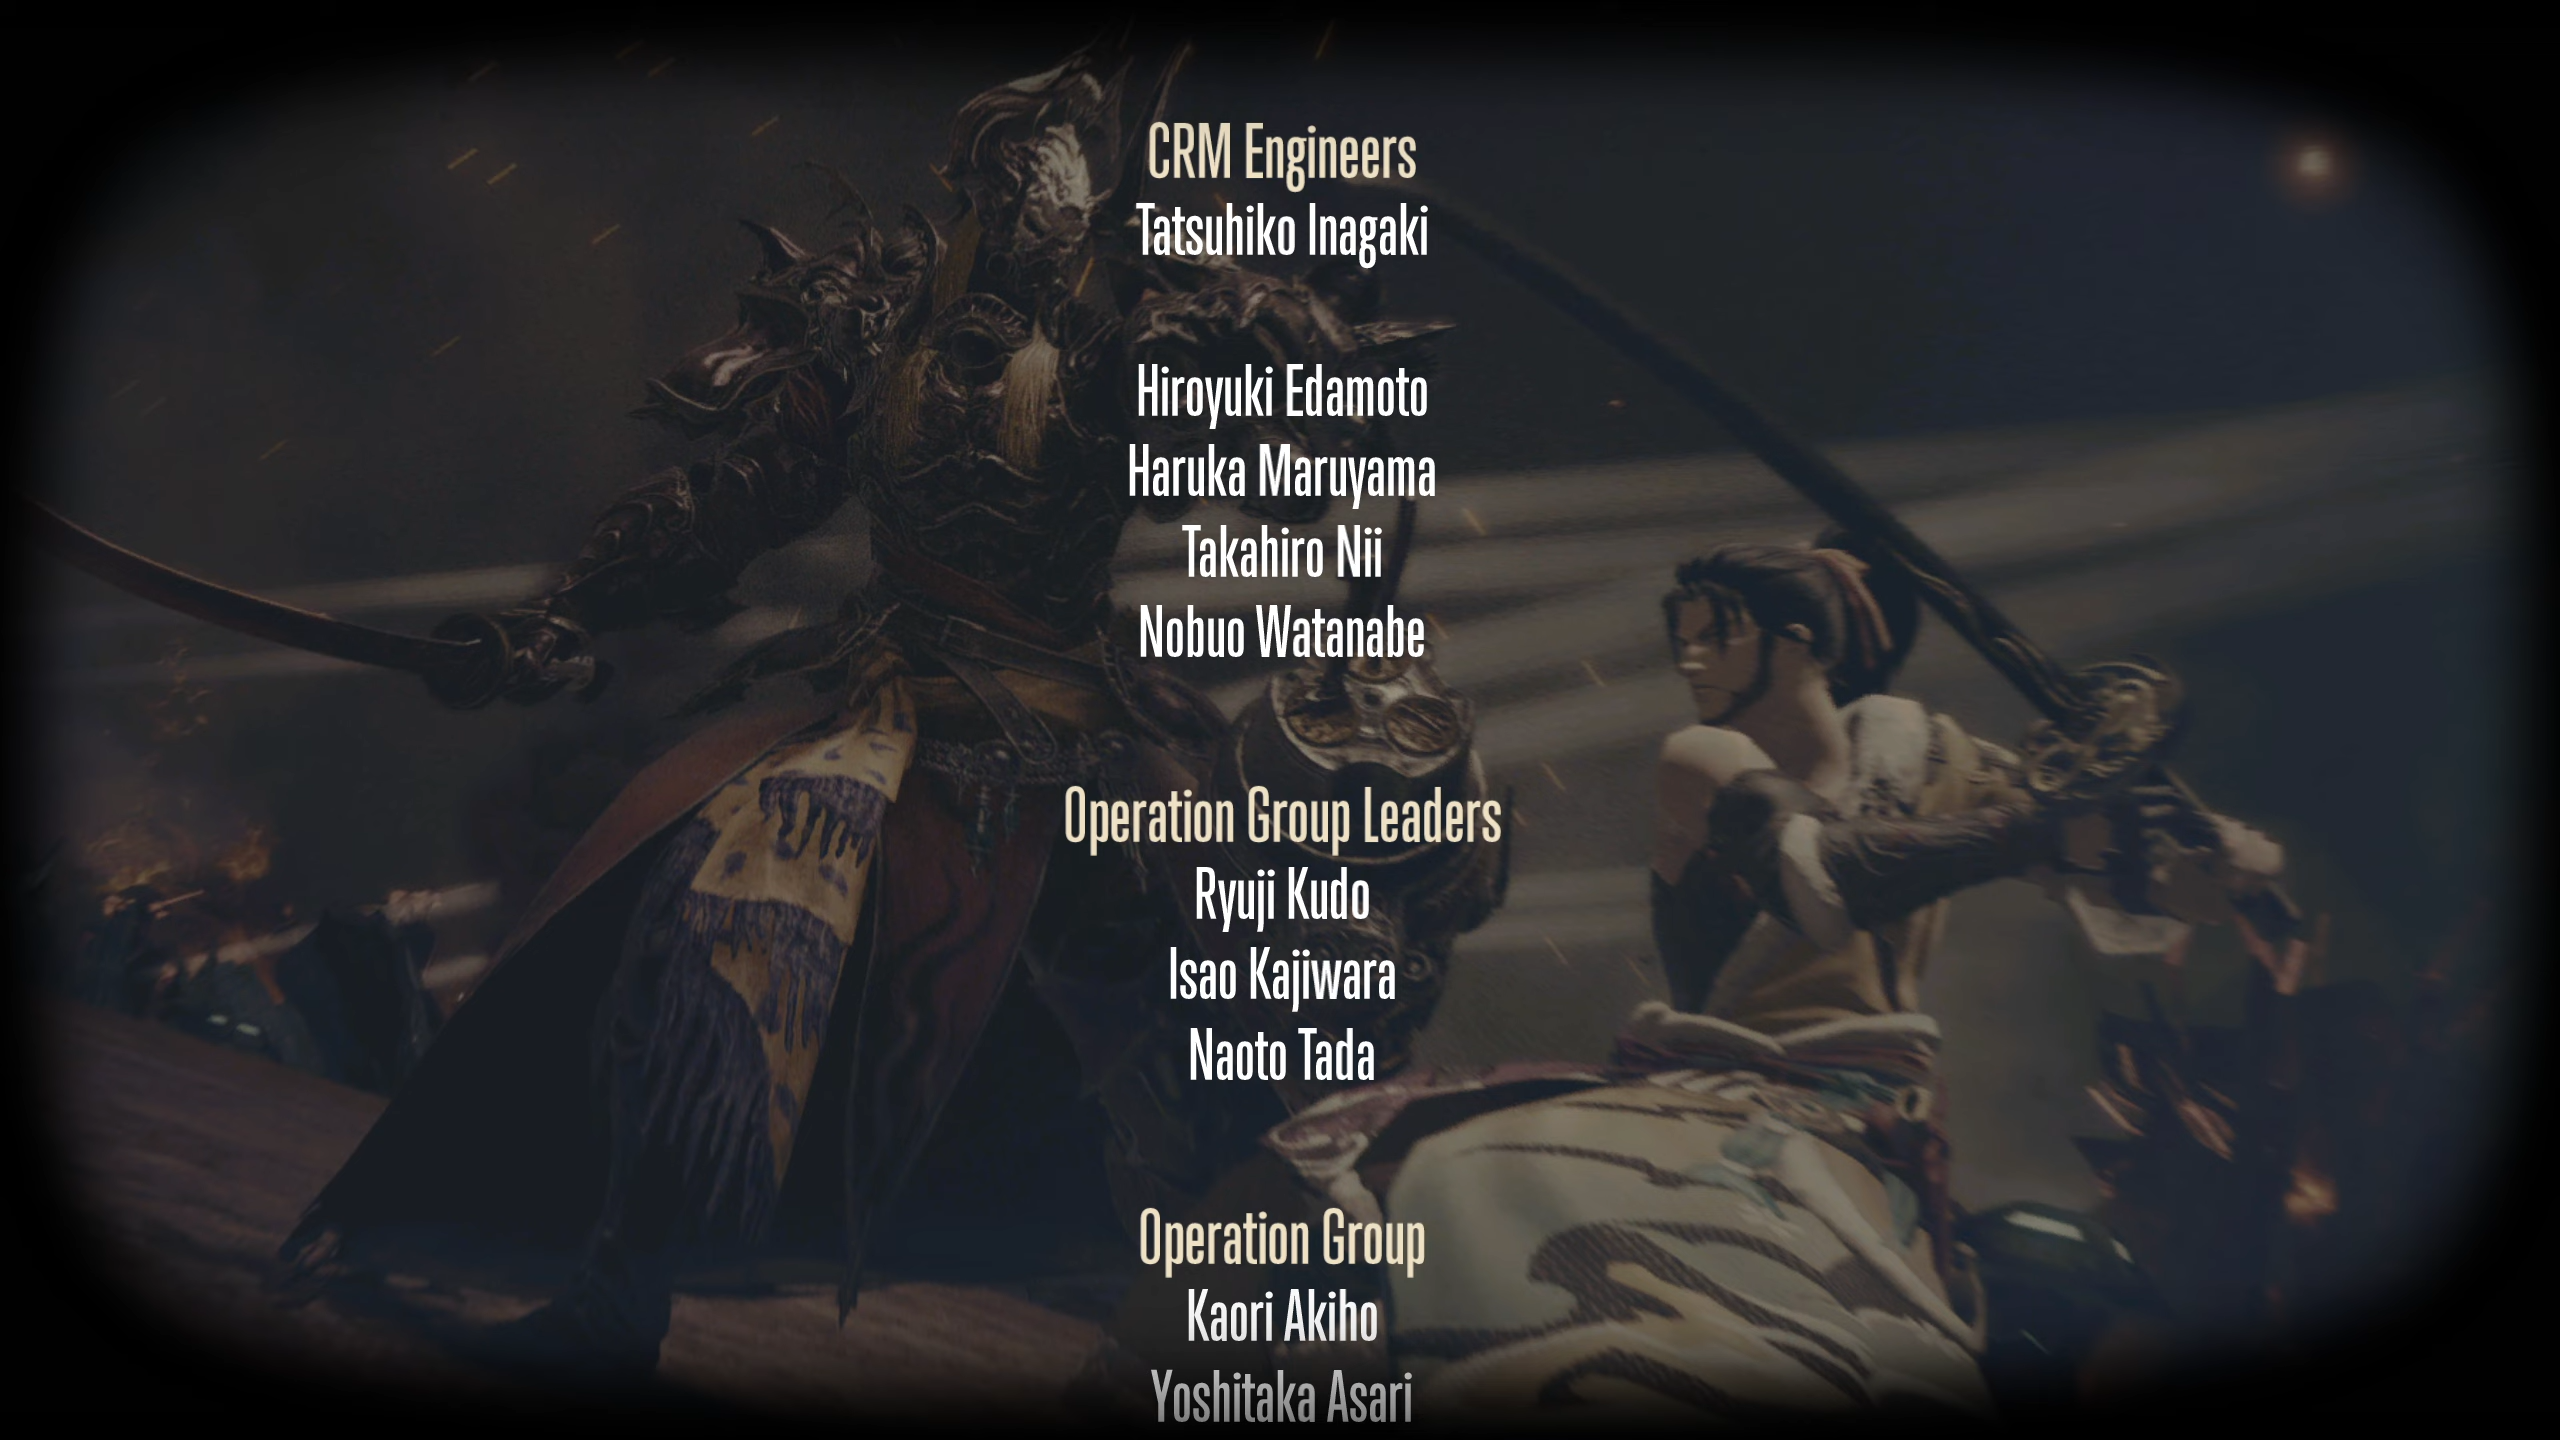 CRM Engineers
Tatsuhiko Inagaki
Hiroyuki Edamoto
Haruka Maruyama
Takahiro Nii
Nobuo Watanabe
Operation Group Leaders
Ryuji Kudo
Isao Kajiwara
Naoto Tada
Operation Group
Kaori Akiho
Yoshitaka Asari